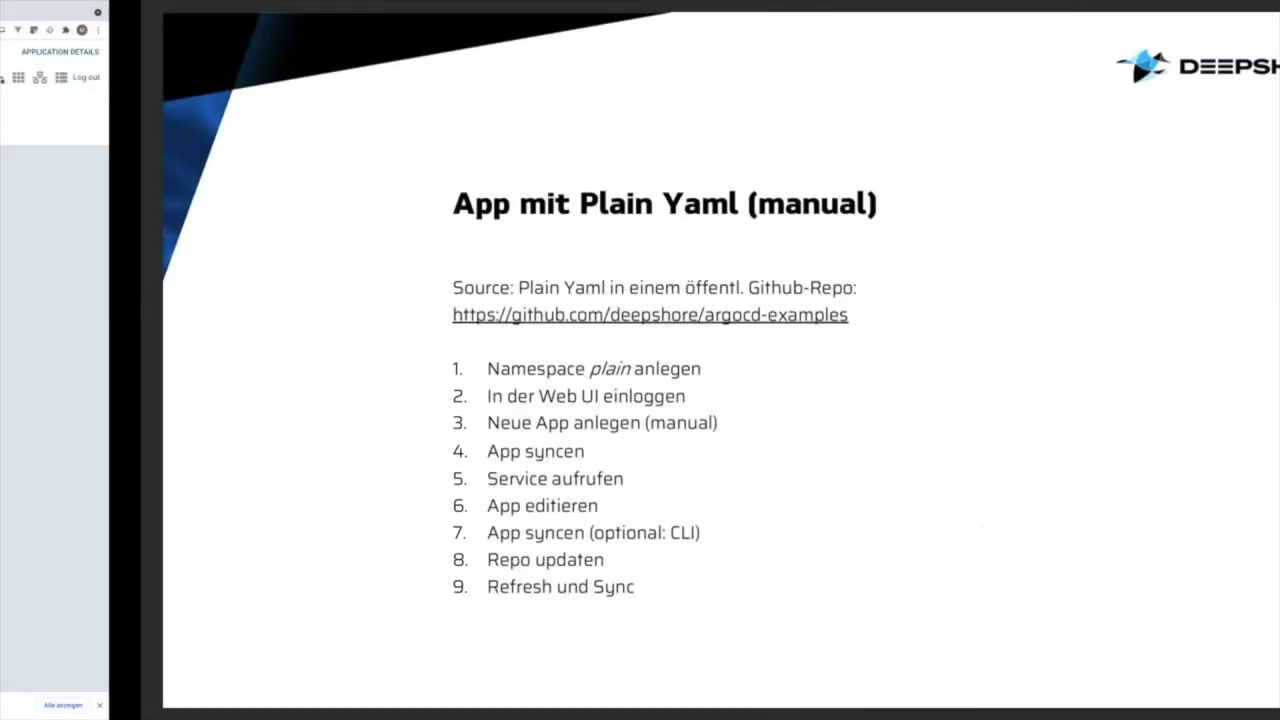 APPLICATION DETAILS
Log out
DEEPSH
App mit Plain Yaml (manual)
Source: Plain Yaml in einem öffentl. Github-Repo:
https://github.com/deepshore/argocd-examples
1. Namespace plain anlegen
2. In der Web UI einloggen
3. Neue App anlegen (manual)
4. App syncen
5. Service aufrufen
6. App editieren
7. App syncen (optional: CLI)
8. Repo updaten
9. Refresh und Sync
Alle anzeigen